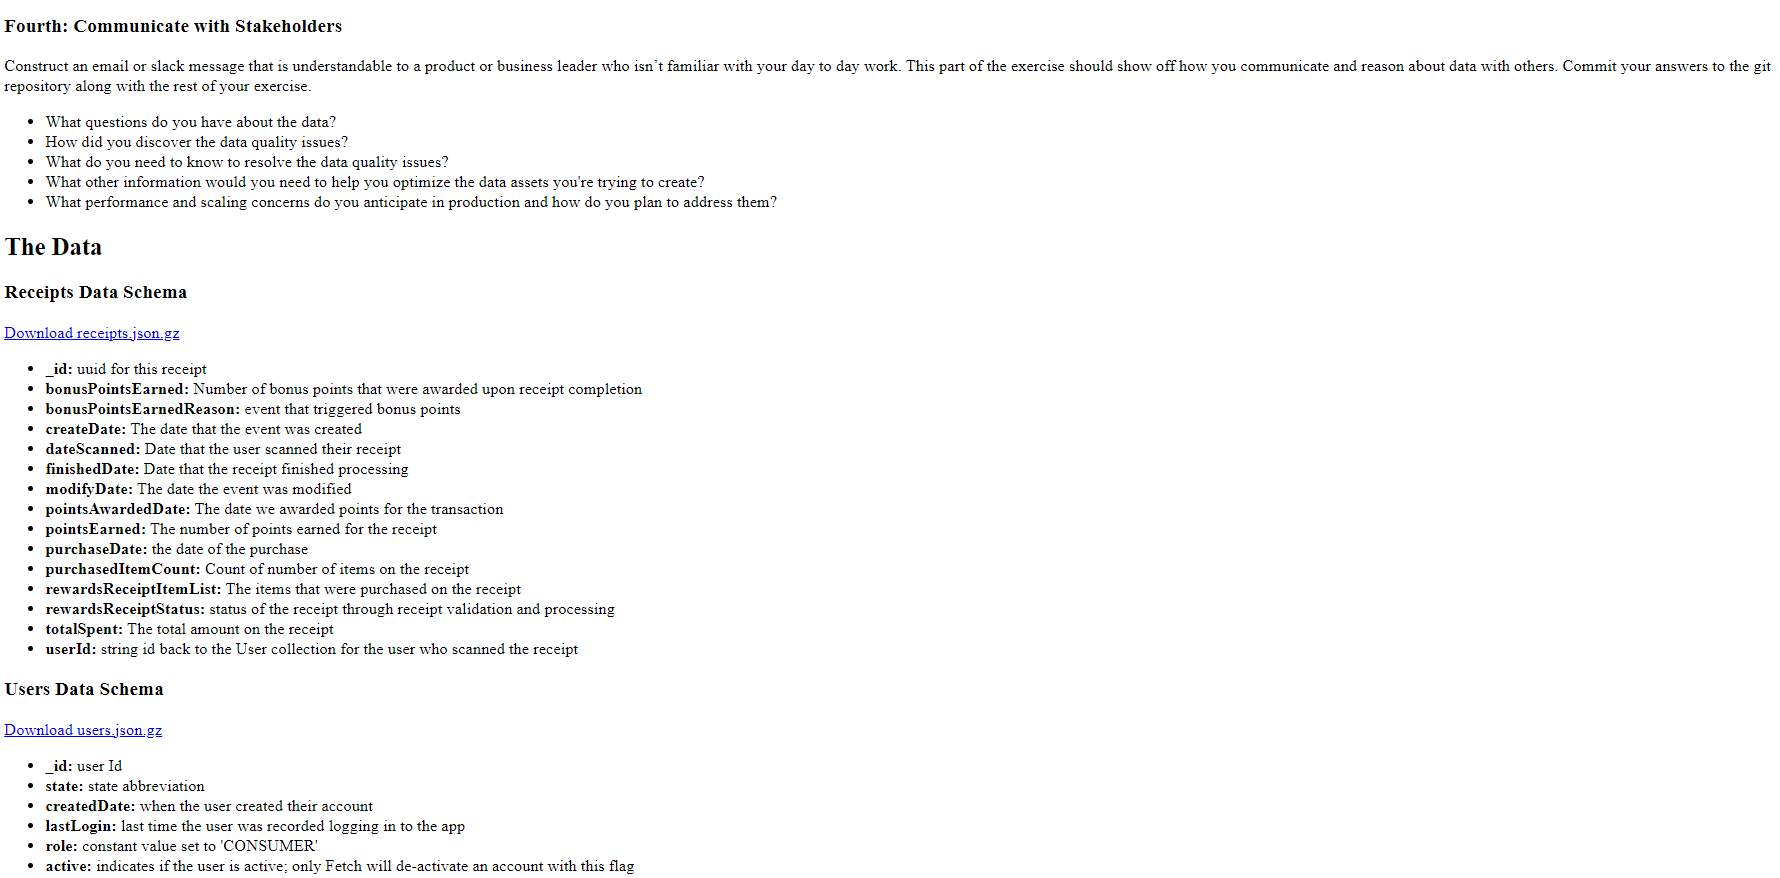 Fourth: Communicate with Stakeholders
Construct an email or slack message that is understandable to a product or business leader who isn't familiar with your day to day work. This part of the exercise should show off how you communicate and reason about data with others. Commit your answers to the git
repository along with the rest of your exercise.
• What questions do you have about the data?
• How did you discover the data quality issues?
• What do you need to know to resolve the data quality issues?
• What other information would you need to help you optimize the data assets you're trying to create?
• What performance and scaling concerns do you anticipate in production and how do you plan to address them?
The Data
Receipts Data Schema
Download receipts.json.gz
• _id: uuid for this receipt
• bonusPointsEarned: Number of bonus points that were awarded upon receipt completion
• bonusPointsEarnedReason: event that triggered bonus points
• createDate: The date that the event was created
• dateScanned: Date that the user scanned their receipt
• finishedDate: Date that the receipt finished processing
• modifyDate: The date the event was modified
• pointsAwardedDate: The date we awarded points for the transaction
• pointsEarned: The number of points earned for the receipt
• purchaseDate: the date of the purchase
• purchasedItemCount: Count of number of items on the receipt
• rewardsReceiptItemList: The items that were purchased on the receipt
• rewardsReceiptStatus: status of the receipt through receipt validation and processing
• totalSpent: The total amount on the receipt
• userId: string id back to the User collection for the user who scanned the receipt
Users Data Schema
Download users.json.gz
• _id: user Id
• state: state abbreviation
• createdDate: when the user created their account
• lastLogin: last time the user was recorded logging in to the app
• role: constant value set to 'CONSUMER'
• active: indicates if the user is active; only Fetch will de-activate an account with this flag